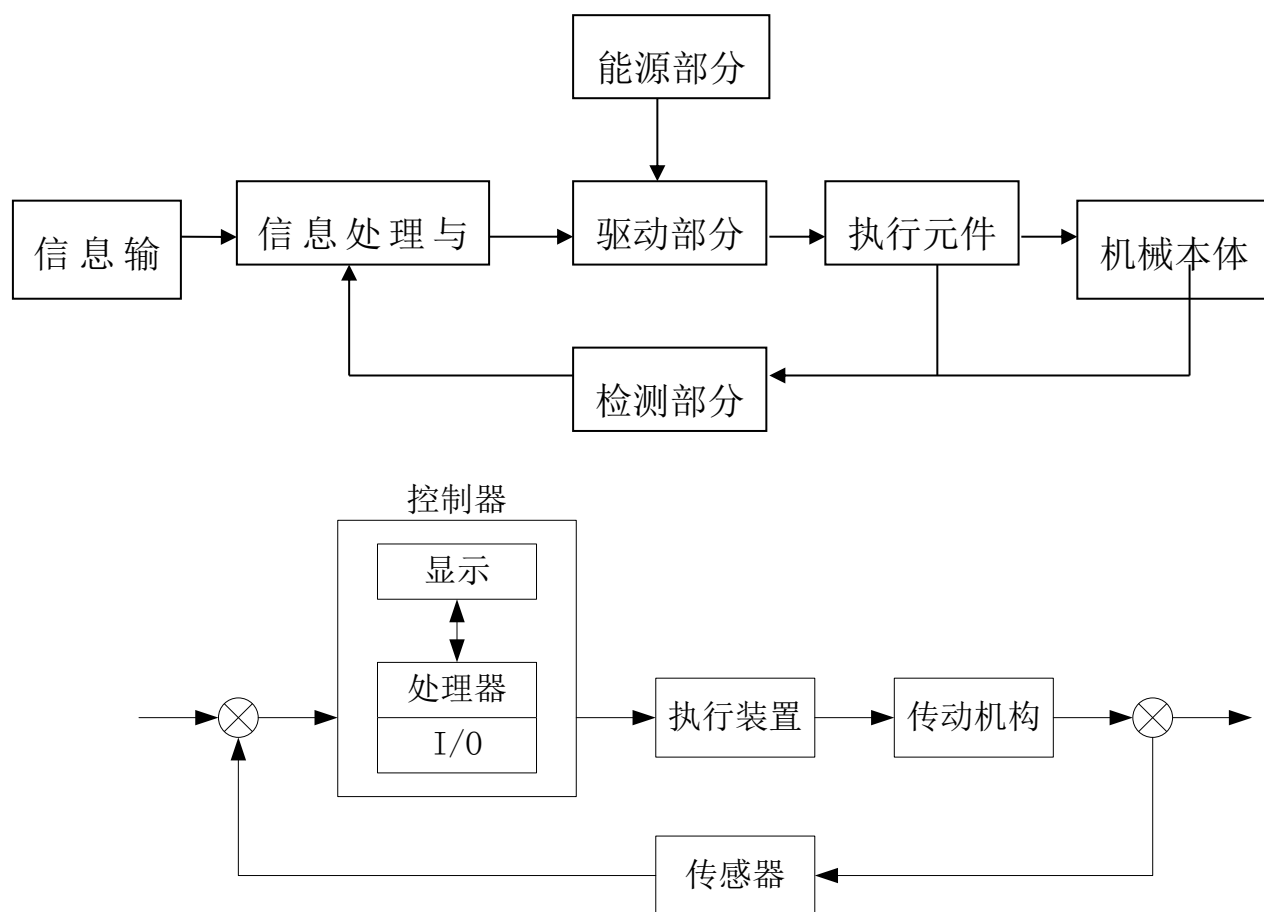 能源部分
信息输
信息处理与
驱动部分
执行元件
机械本体
检测部分
控制器
显示
处理器
I/O
执行装置
传动机构
传感器